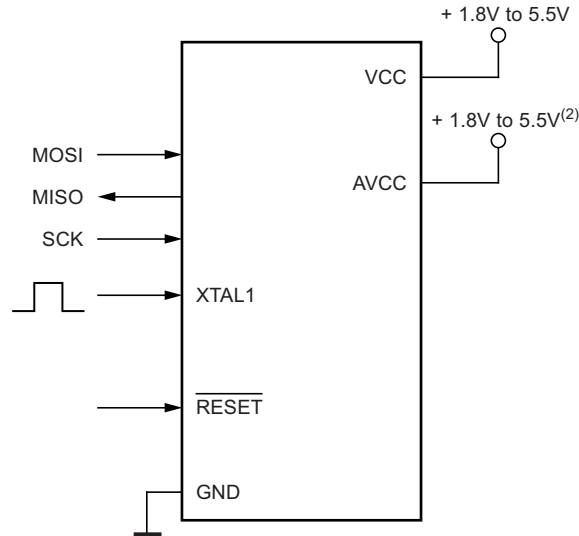 + 1.8V to 5.5V
VCC
+ 1.8V to 5.5V(2)
MOSI
AVCC
MISO
SCK
XTAL1
RESET
GND